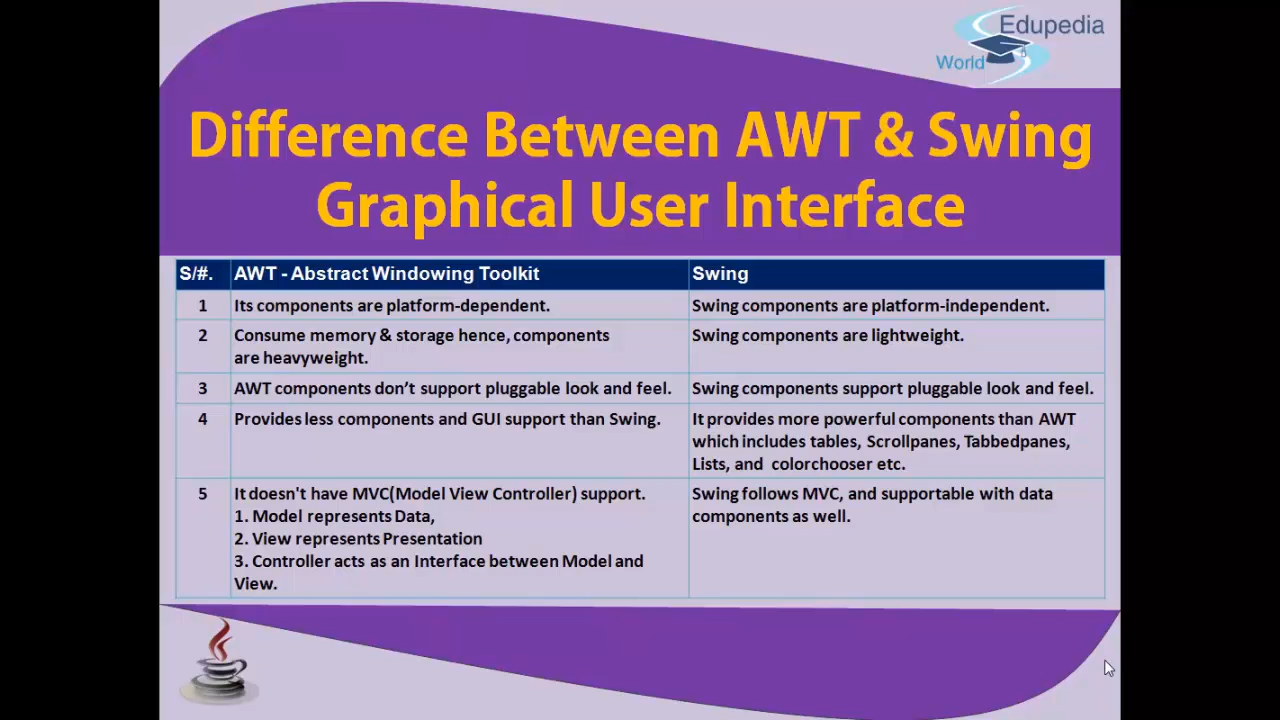 Edupedia
World
Difference Between AWT & Swing
Graphical User Interface
S/#. AWT - Abstract Windowing Toolkit Swing
1 Its components are platform-dependent. Swing components are platform-independent.
2 Consume memory & storage hence, components
are heavyweight.
Swing components are lightweight.
3 AWT components don’t support pluggable look and feel. Swing components support pluggable look and feel.
4 Provides less components and GUI support than Swing.
It provides more powerful components than AWT
which includes tables, Scrollpanes, Tabbedpanes,
Lists, and colorchooser etc.
5 It doesn't have MVC(Model View Controller) support.
1. Model represents Data,
2. View represents Presentation
3. Controller acts as an Interface between Model and
View.
Swing follows MVC, and supportable with data
components as well.